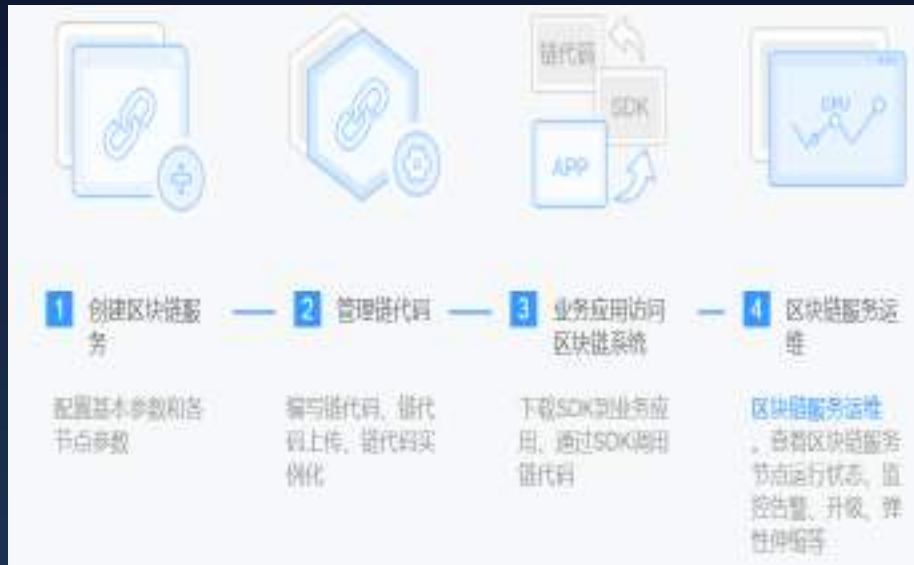 链代码
SDK
APP
CPU
1 创建区块链服
务
2 管理链代码
3 业务应用访问
区块链系统
4 区块链服务运
维
配置基本参数和各
节点参数
编写链代码、链代
码上传、链代码实
例化
下载SDK到业务应
用、通过SDK调用
链代码
区块链服务运维
、查看区块链服务
节点运行状态、监
控告警、升级、弹
性伸缩等